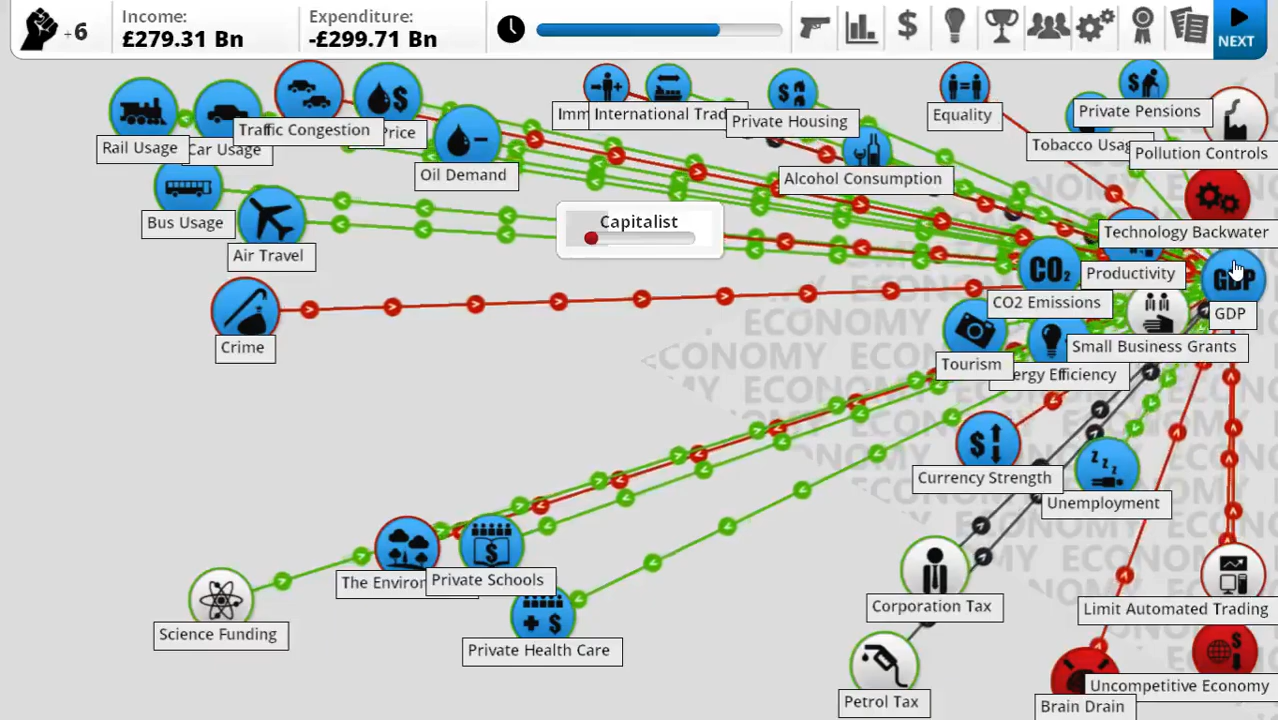 +6
Income:
£279.31 Bn
Expenditure:
-£299.71 Bn
NEXT
Rail Usage
Car Usage
Traffic Congestion
Price
Oil Demand
Imm
International Trad
Private Housing
Alcohol Consumption
Equality
Private Pensions
Tobacco Usag
Pollution Controls
Technology Backwater
Bus Usage
Air Travel
Capitalist
CO₂
CO2 Emissions
Productivity
GDP
GDP
Crime
Small Business Grants
Tourism
ergy Efficiency
ECONOMY
Currency Strength
Unemployment
The Environ
Private Schools
Science Funding
Private Health Care
Corporation Tax
Limit Automated Trading
Petrol Tax
Brain Drain
Uncompetitive Economy